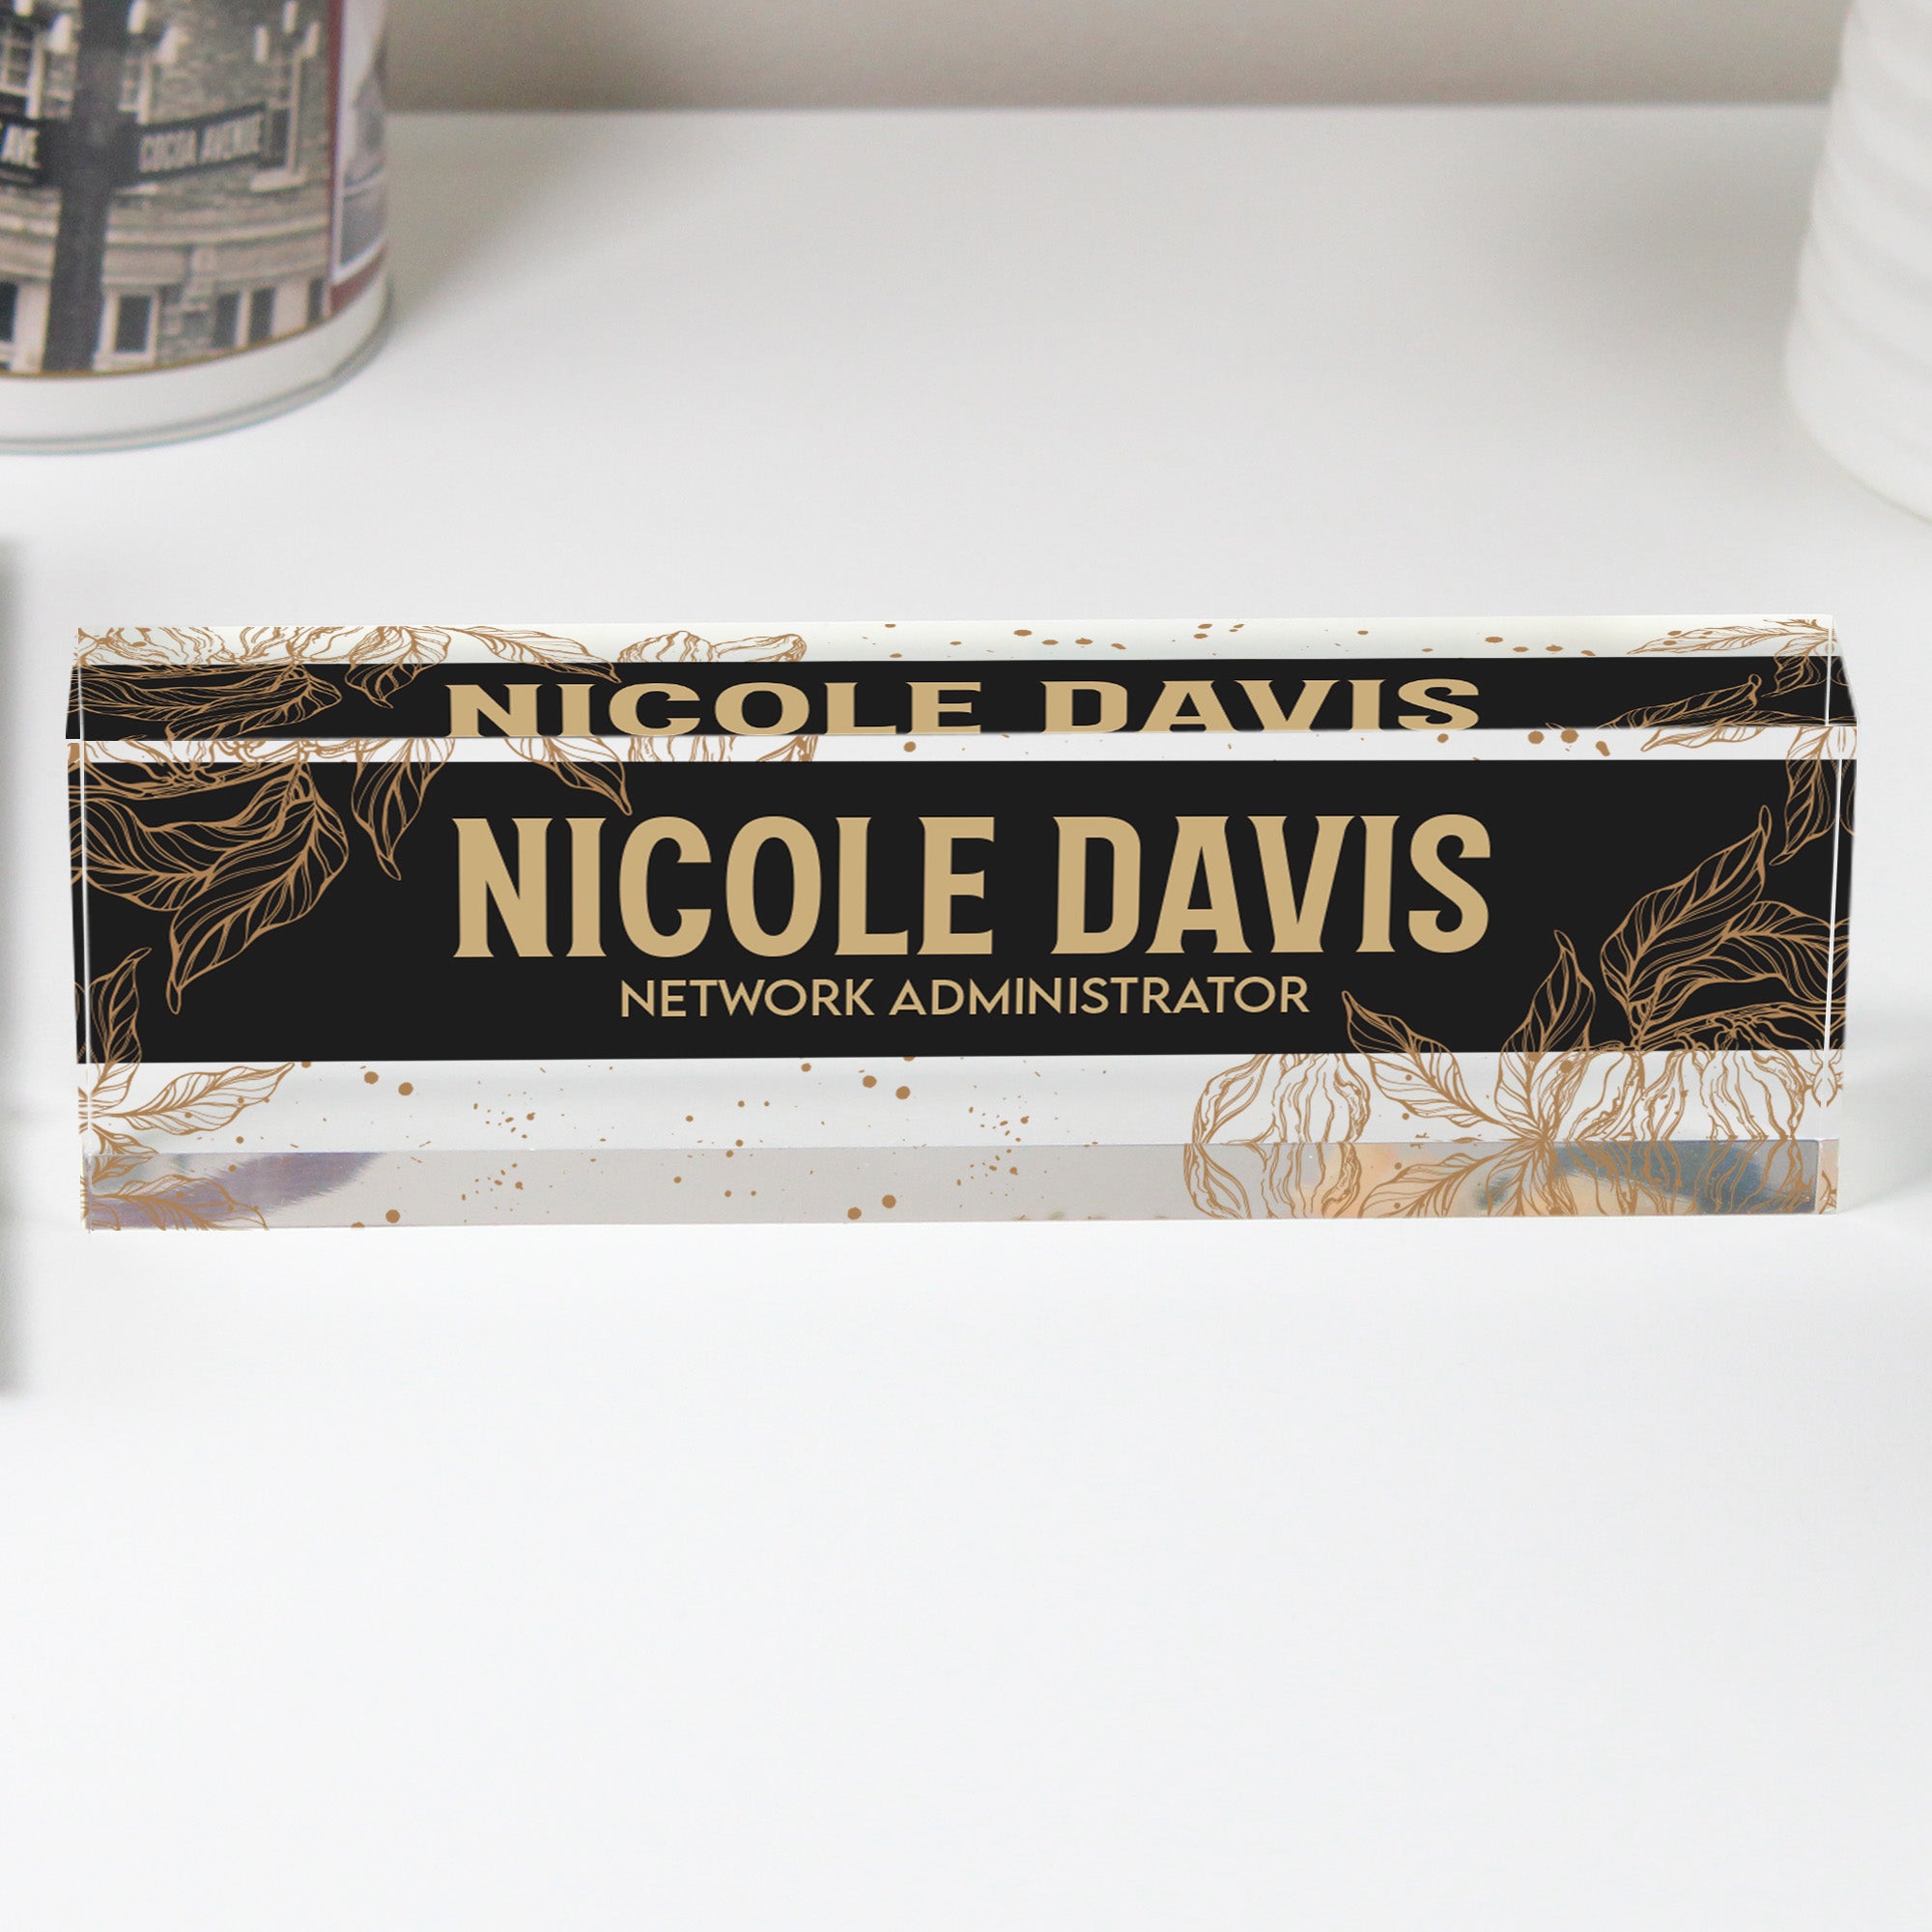 AVE.
COCOA AVENUE
NICOLE DAVIS
NICOLE DAVIS
NETWORK ADMINISTRATOR